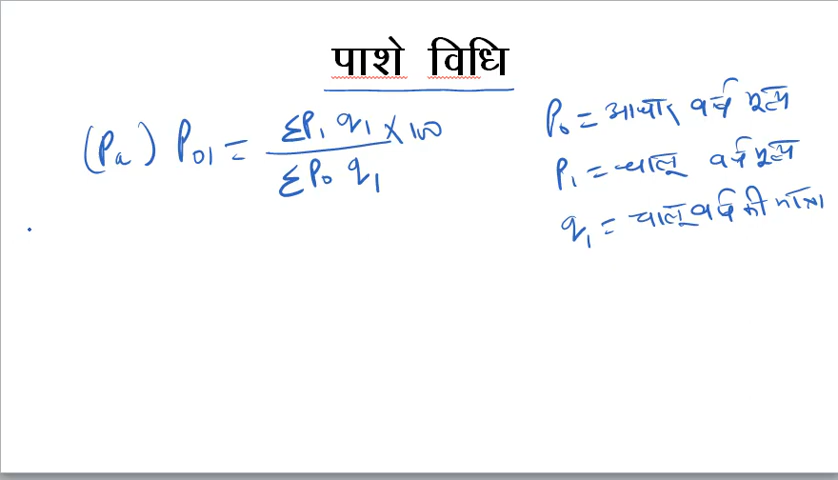 पाशे विधि
(Pa) P01 = ΣP1 q1 × 100
ΣP0 q1
P0 = आधार वर्ष मूल्य
P1 = चालू वर्ष मूल्य
q1 = चालू वर्ष की मात्रा